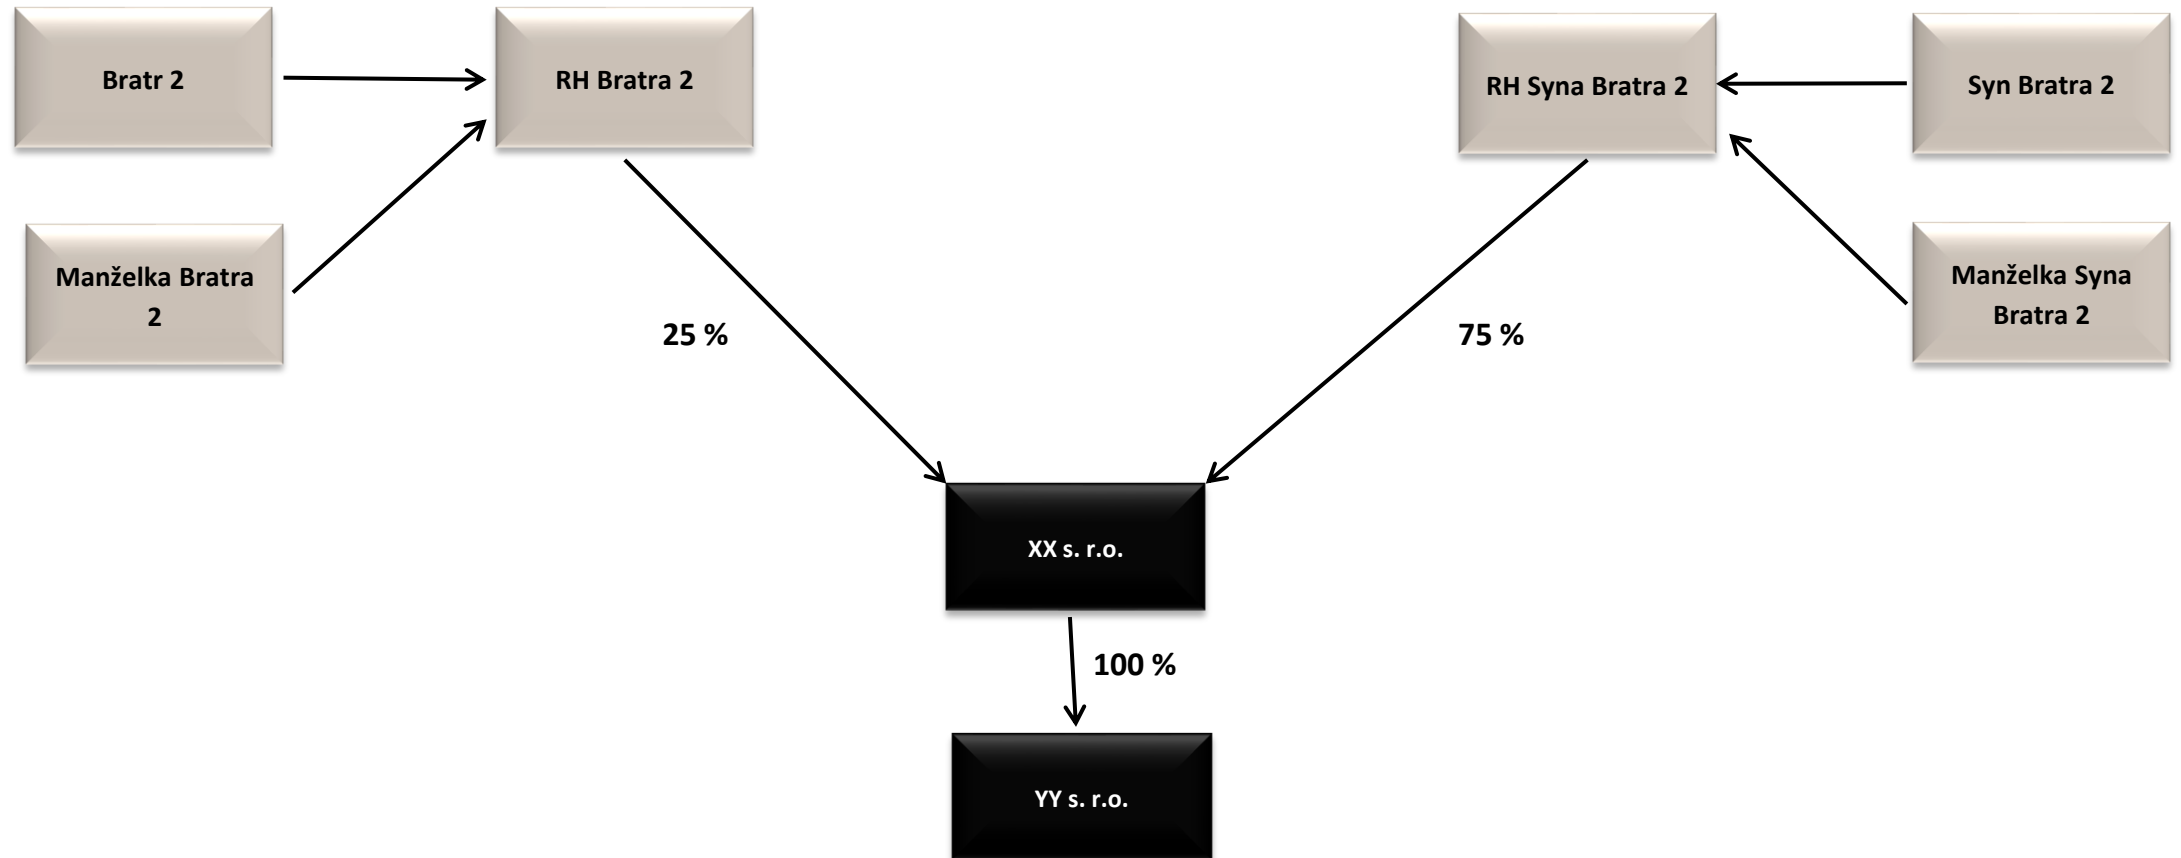 Bratr 2
RH Bratra 2
RH Syna Bratra 2
Syn Bratra 2
Manželka Bratra
2
Manželka Syna
Bratra 2
25 %
75 %
XX s. r.o.
100 %
YY s. r.o.